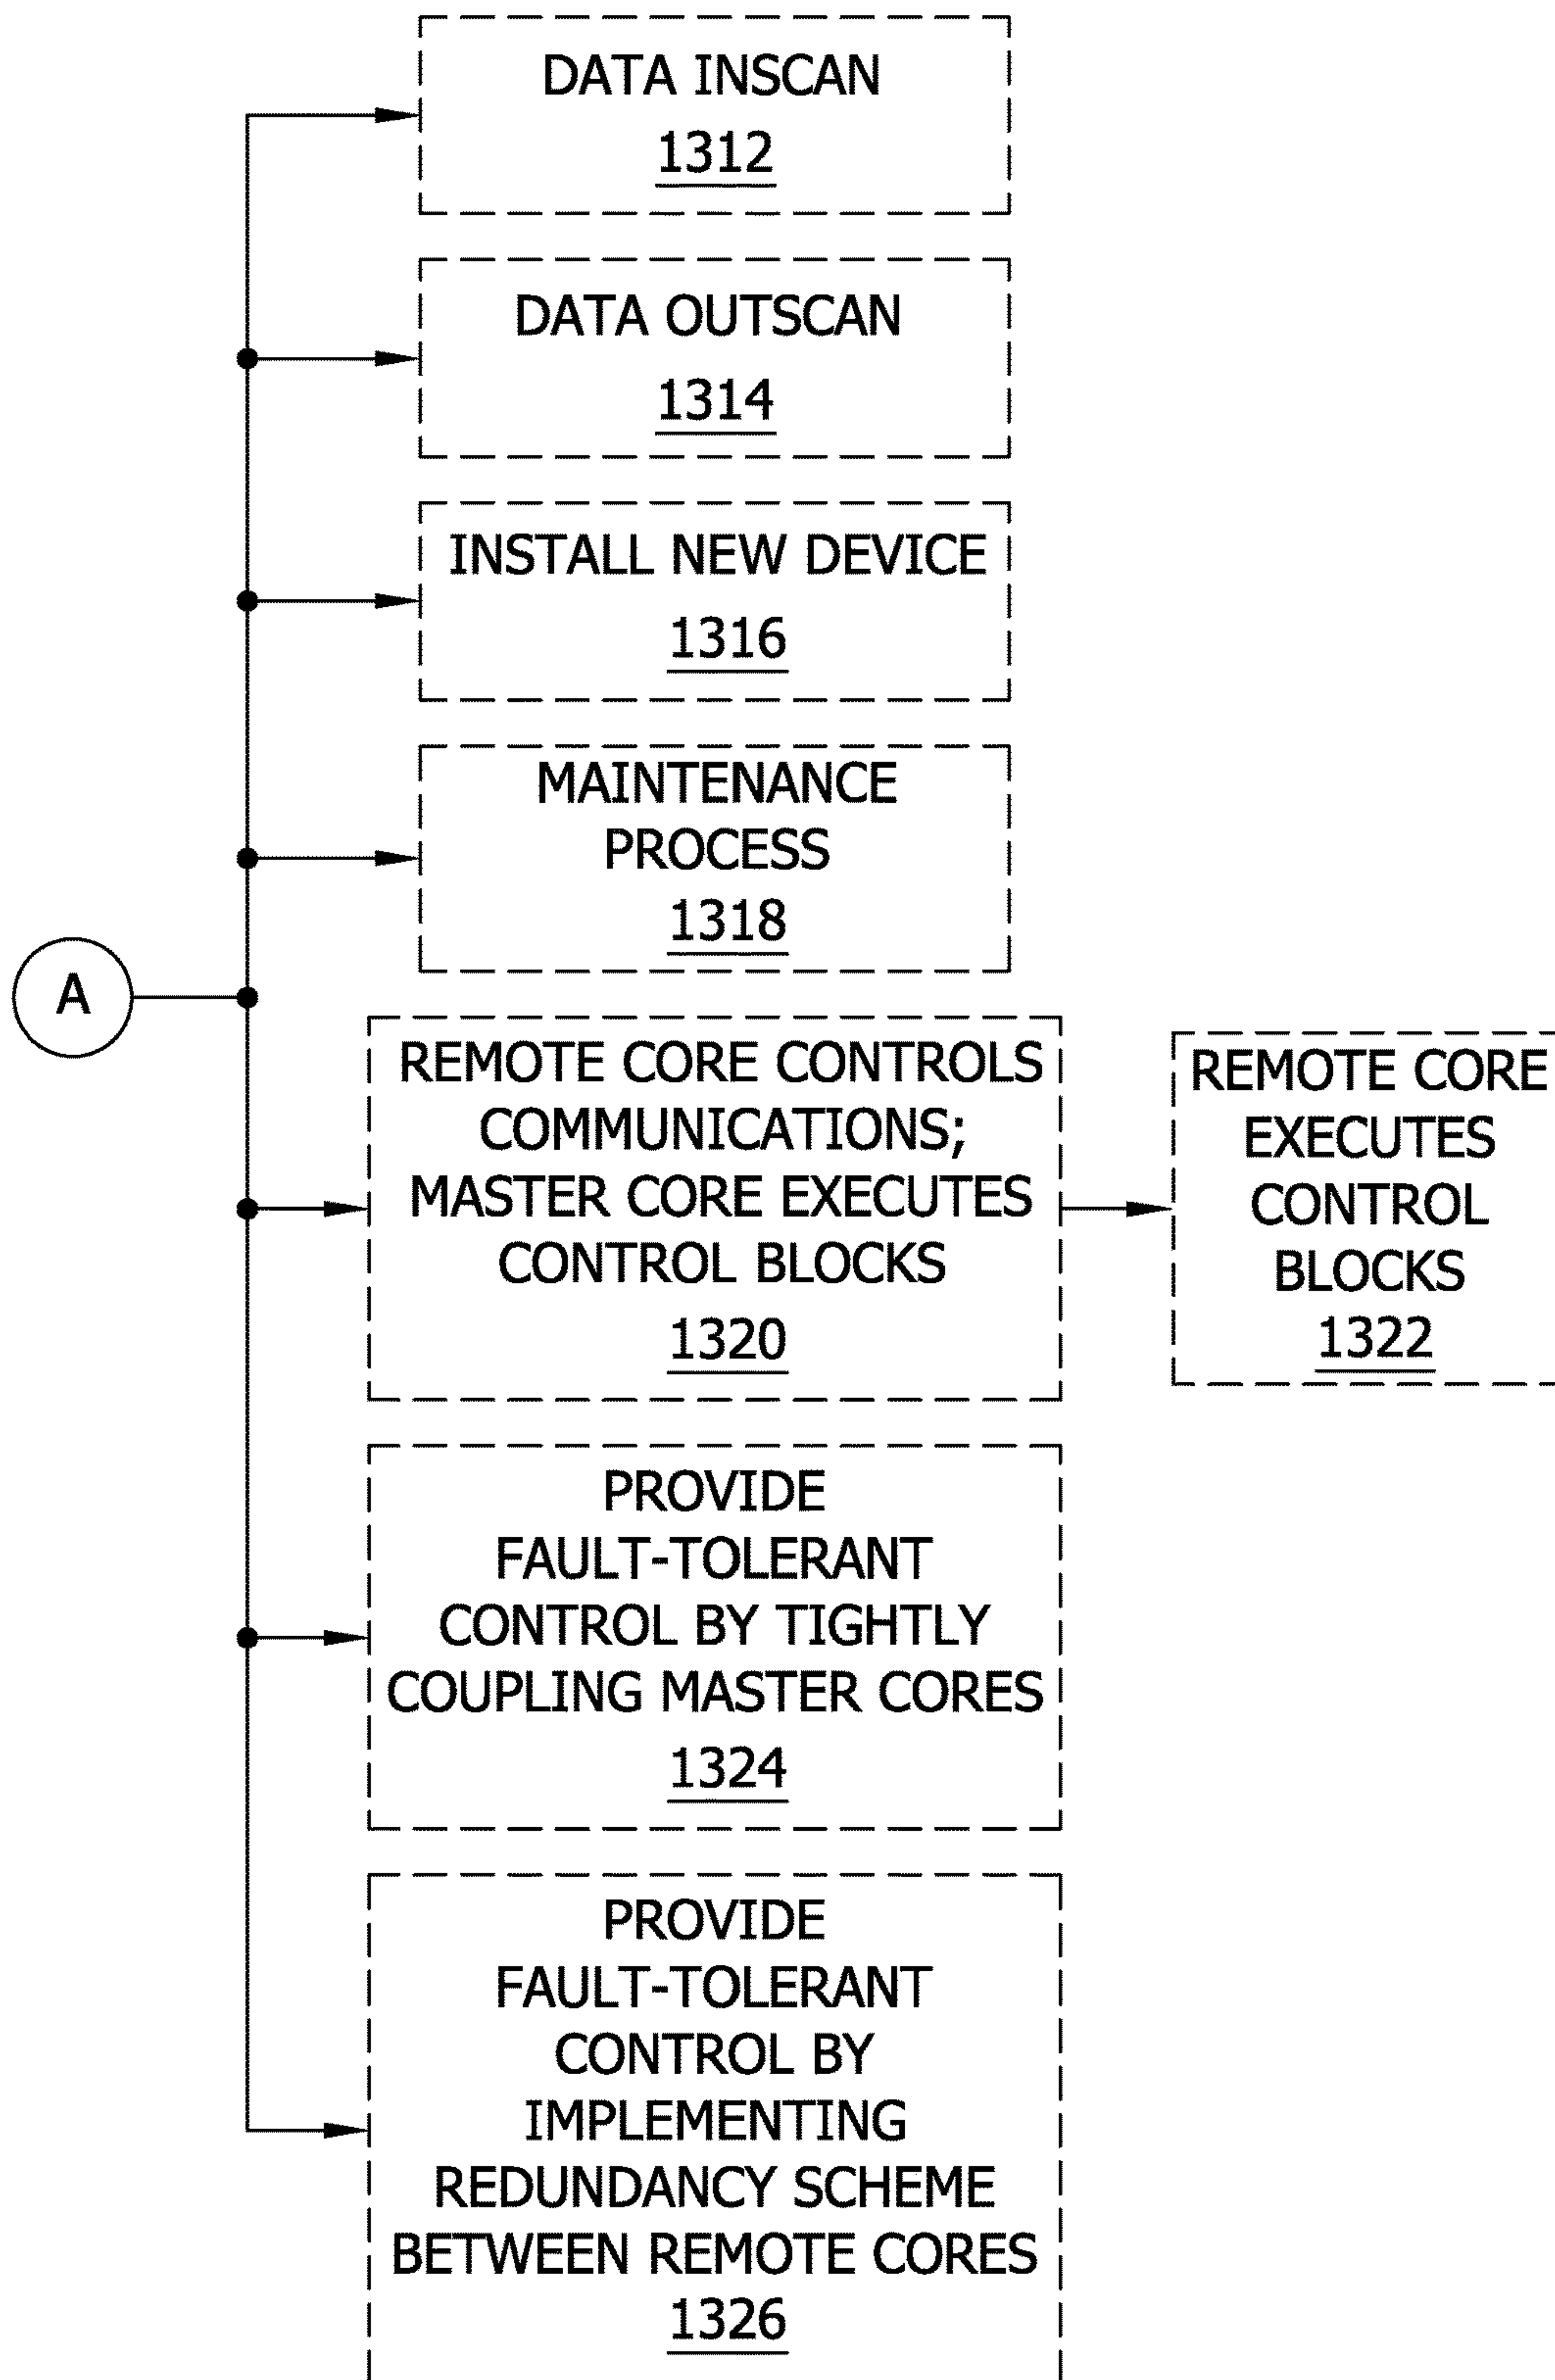 DATA INSCAN
1312
DATA OUTSCAN
1314
INSTALL NEW DEVICE
1316
MAINTENANCE
PROCESS
1318
A
REMOTE CORE CONTROLS
COMMUNICATIONS;
MASTER CORE EXECUTES
CONTROL BLOCKS
1320
REMOTE CORE
EXECUTES
CONTROL
BLOCKS
1322
PROVIDE
FAULT-TOLERANT
CONTROL BY TIGHTLY
COUPLING MASTER CORES
1324
PROVIDE
FAULT-TOLERANT
CONTROL BY
IMPLEMENTING
REDUNDANCY SCHEME
BETWEEN REMOTE CORES
1326